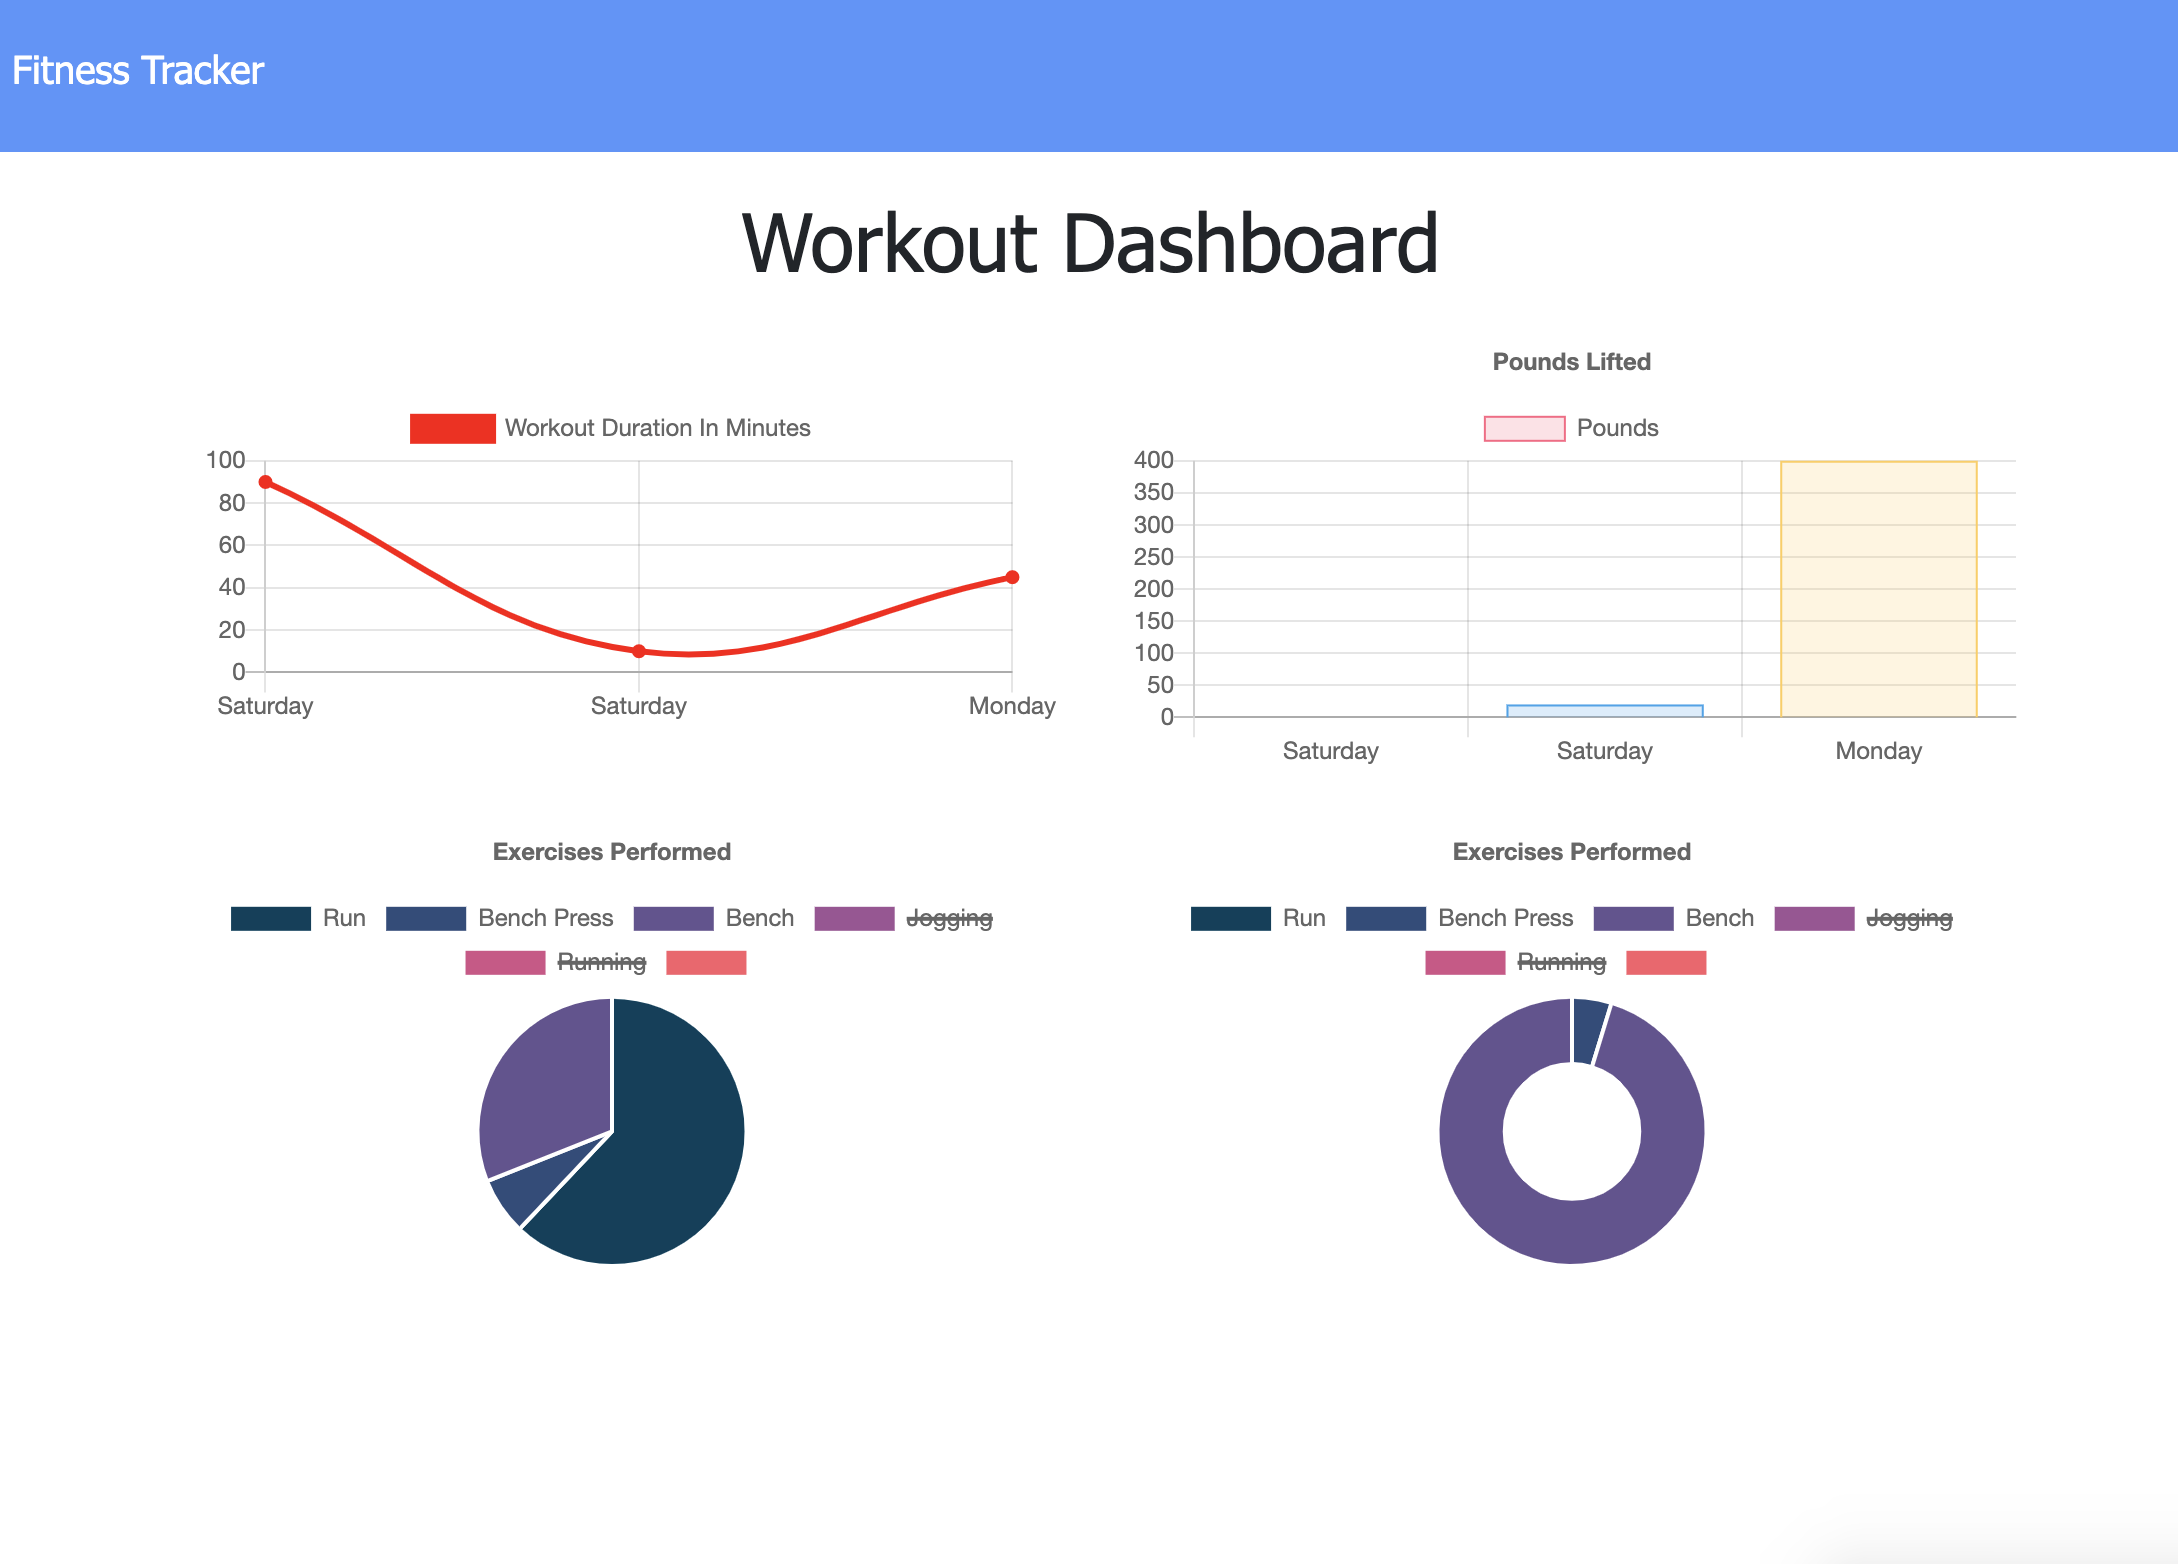 Fitness Tracker
Workout Dashboard
Workout Duration In Minutes
100
80
60
40
20
0
Saturday Saturday Monday
Pounds Lifted
Pounds
400
350
300
250
200
150
100
50
0
Saturday Saturday Monday
Exercises Performed
Run Bench Press Bench Jogging
Running
Exercises Performed
Run Bench Press Bench Jogging
Running